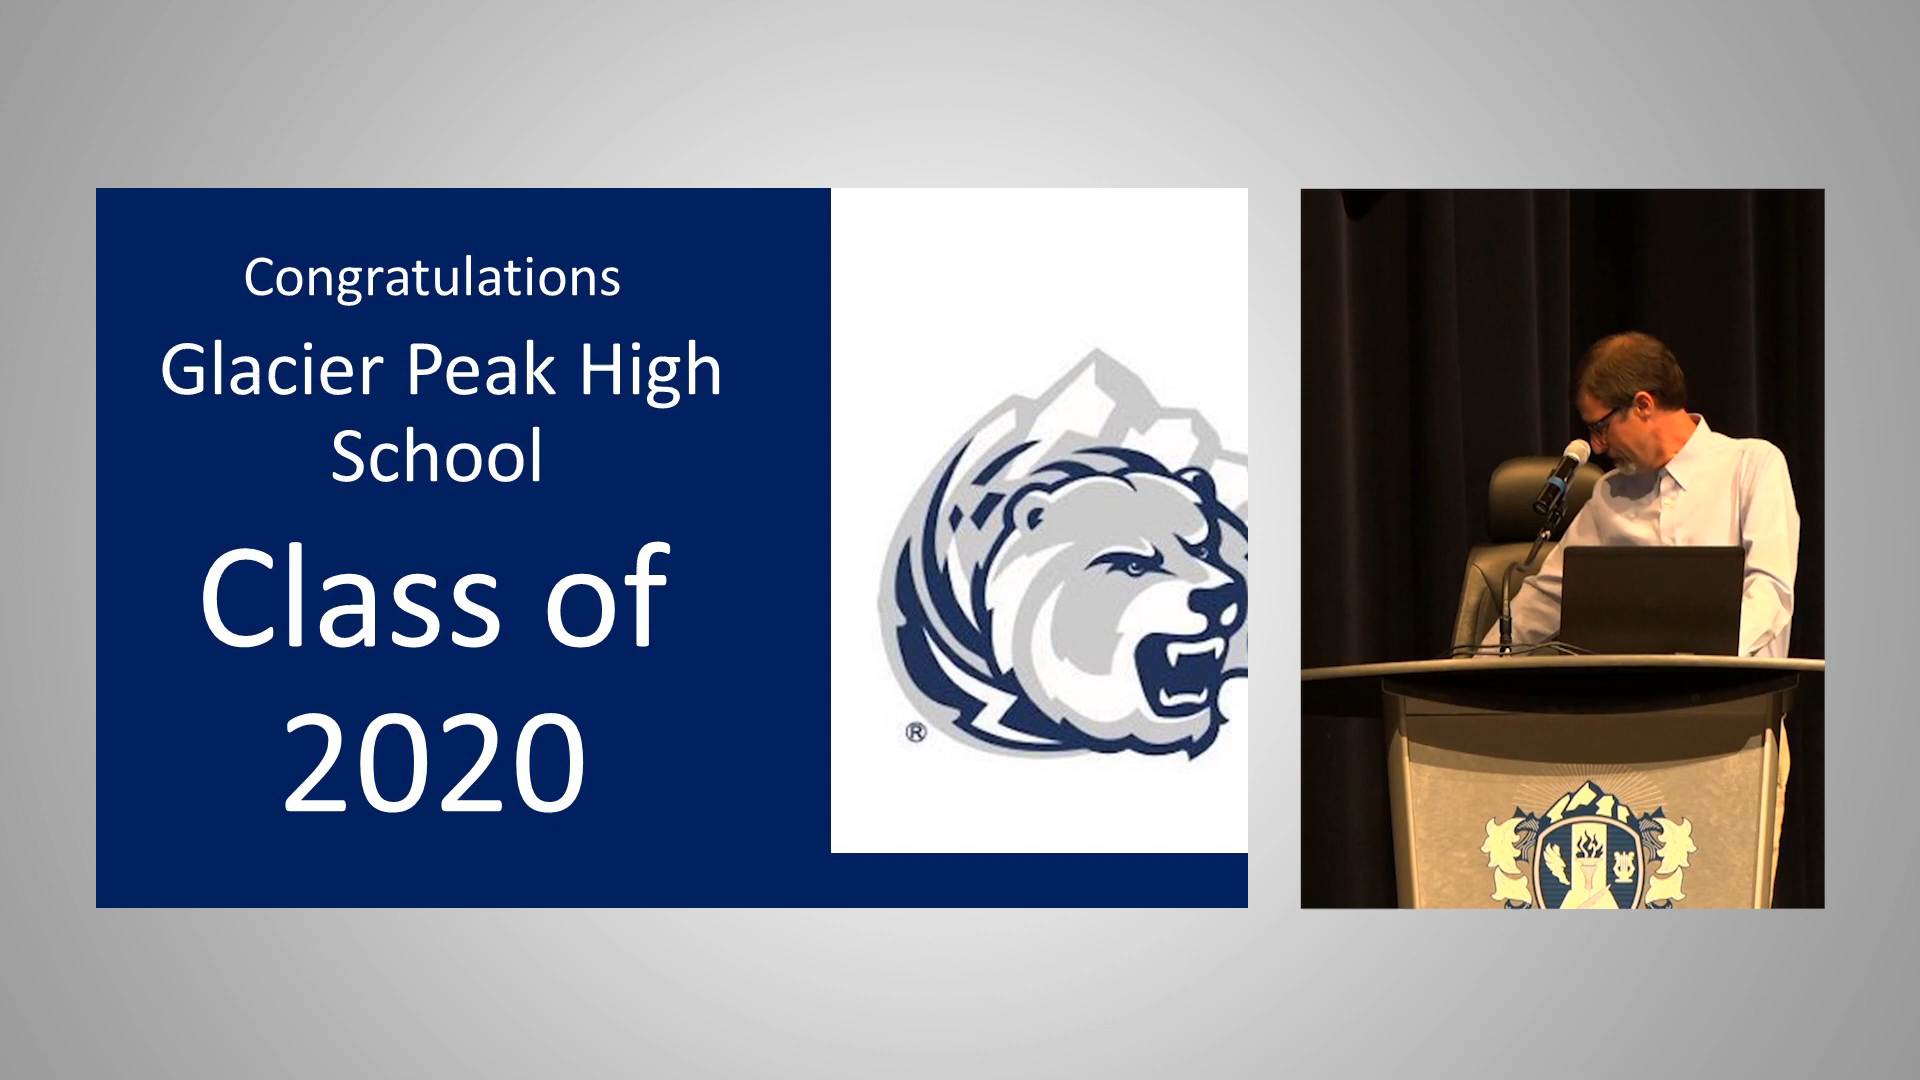 Congratulations
Glacier Peak High
School
Class of
2020
®